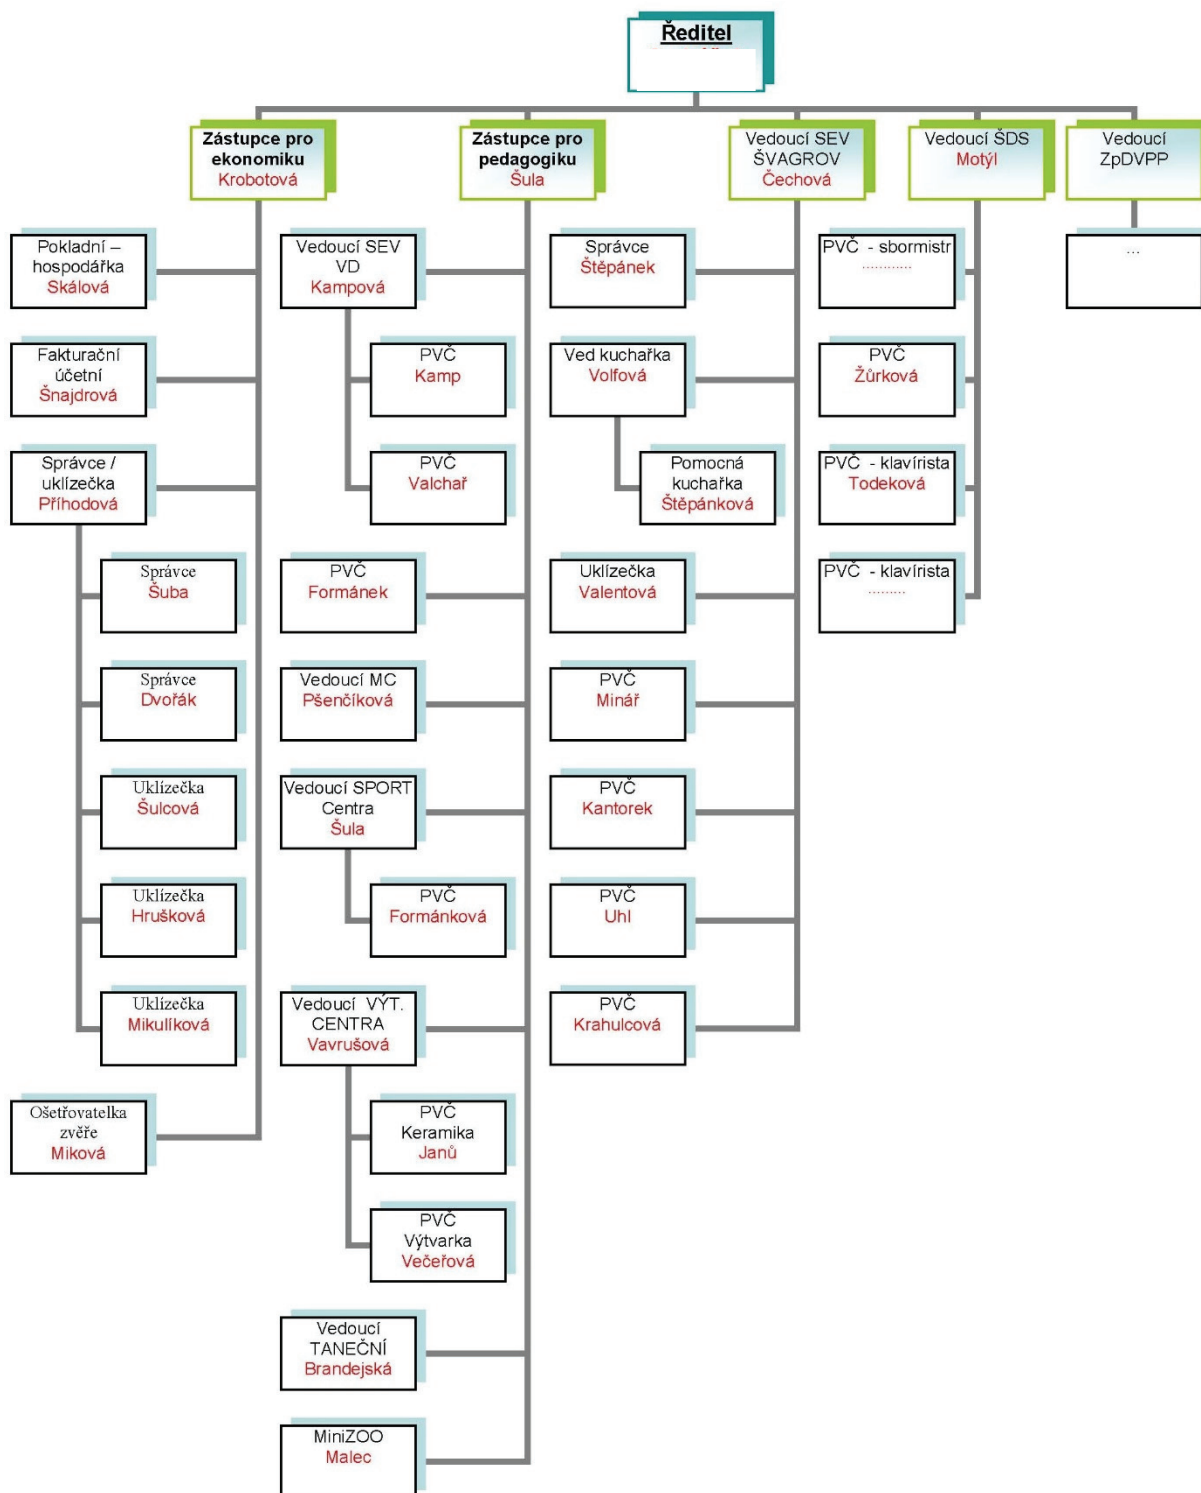 Ředitel
Zástupce pro
ekonomiku
Krobotová
Zástupce pro
pedagogiku
Šula
Vedoucí SEV
ŠVAGROV
Čechová
Vedoucí ŠDS
Motýl
Vedoucí
ZpDVPP
Pokladní –
hospodářka
Skálová
Fakturační
účetní
Šnajdrová
Správce /
uklízečka
Příhodová
Správce
Šuba
Správce
Dvořák
Uklízečka
Šulcová
Uklízečka
Hrušková
Uklízečka
Mikulíková
Ošetřovatelka
zvěře
Miková
Vedoucí SEV
VD
Kampová
PVČ
Kamp
PVČ
Valchař
PVČ
Formánek
Vedoucí MC
Pšenčíková
Vedoucí SPORT
Centra
Šula
PVČ
Formánková
Vedoucí VÝT.
CENTRA
Vavrušová
PVČ
Keramika
Janů
PVČ
Výtvarka
Večeřová
Vedoucí
TANEČNÍ
Brandejská
MiniZOO
Malec
Správce
Štěpánek
Ved kuchařka
Volfová
Pomocná
kuchařka
Štěpánková
Uklízečka
Valentová
PVČ
Minář
PVČ
Kantorek
PVČ
Uhl
PVČ
Krahulcová
PVČ - sbormistr
............
PVČ
Žůrková
PVČ - klavírista
Todeková
PVČ - klavírista
.........
...